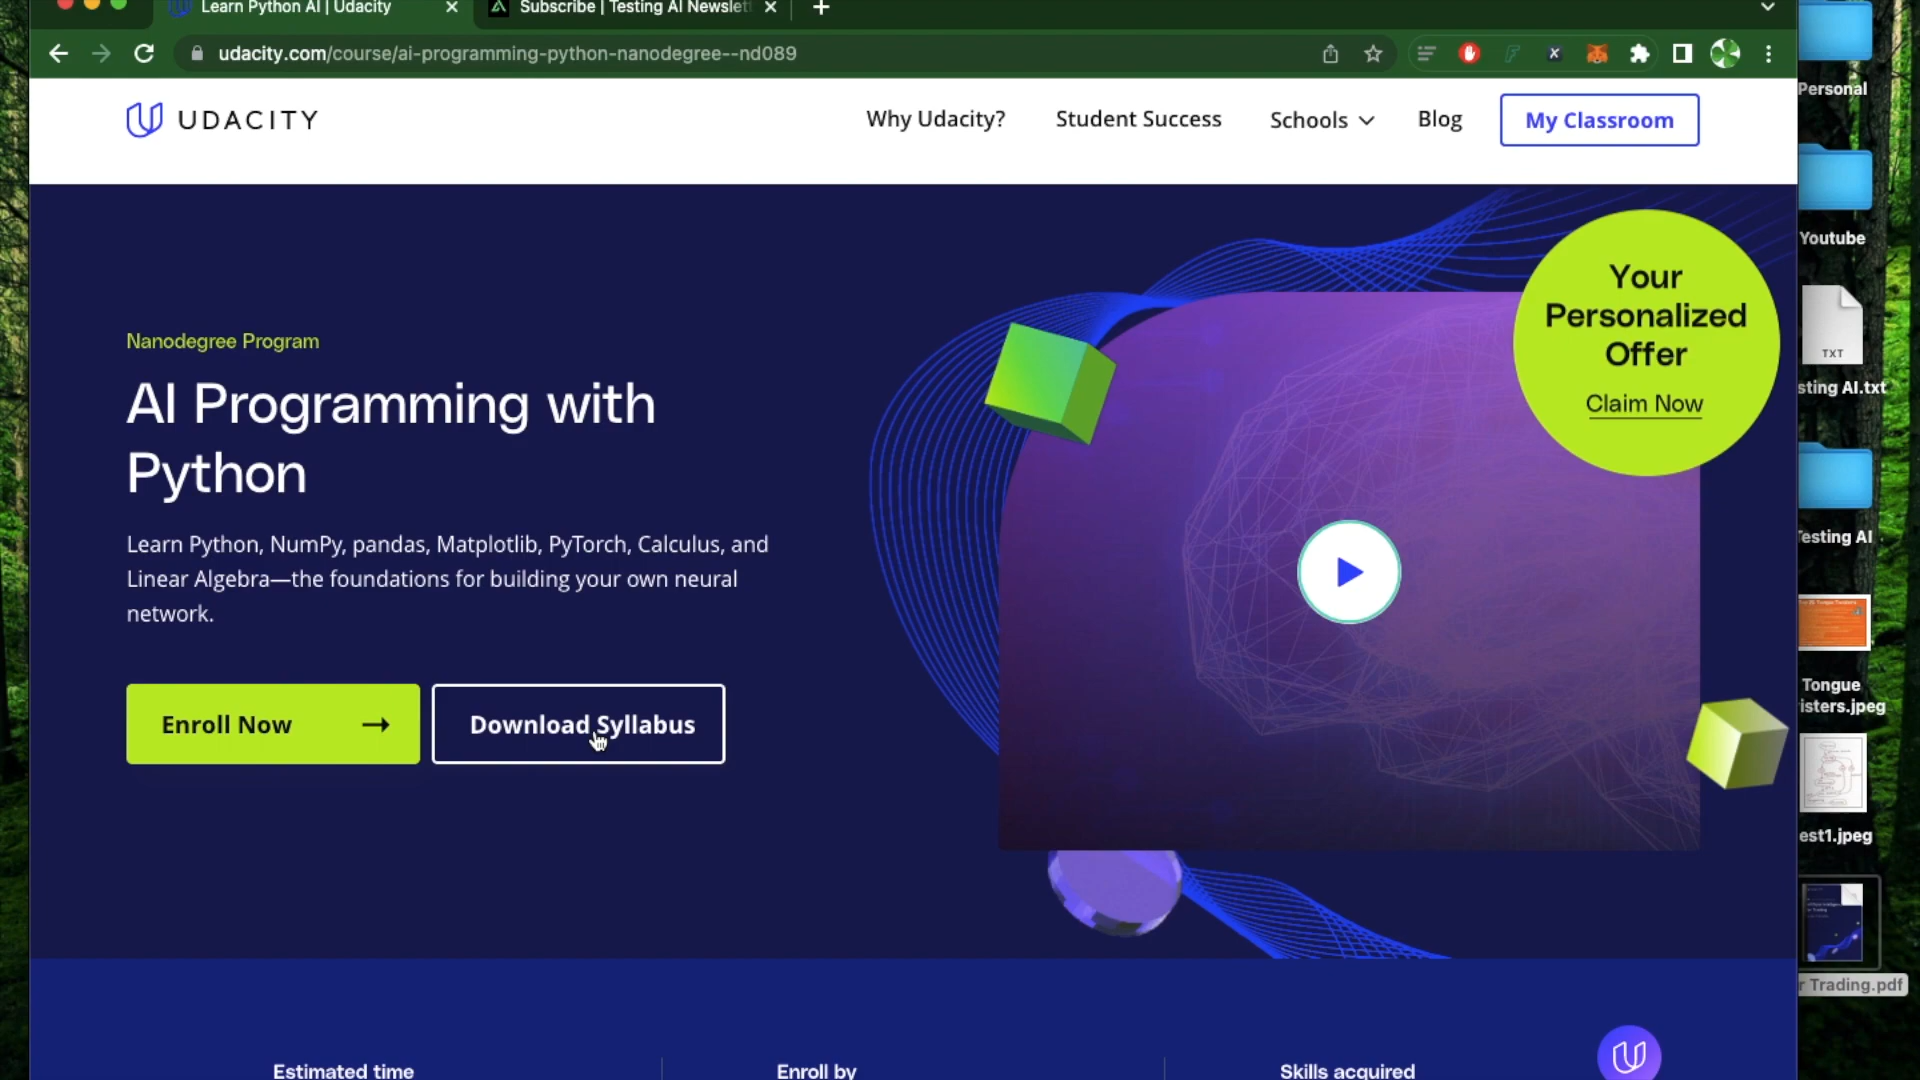 Learn Python AI | Udacity
Subscribe | Testing AI Newslet
udacity.com/course/ai-programming-python-nanodegree--nd089
UDACITY
Why Udacity?
Student Success
Schools
Blog
My Classroom
Nanodegree Program
AI Programming with
Python
Learn Python, NumPy, pandas, Matplotlib, PyTorch, Calculus, and
Linear Algebra—the foundations for building your own neural
network.
Enroll Now
Download Syllabus
Your
Personalized
Offer
Claim Now
Estimated time
Enroll by
Skills acquired
Personal
Youtube
TXT
sting AI.txt
Testing AI
Tongue
isters.jpeg
est1.jpeg
r Trading.pdf